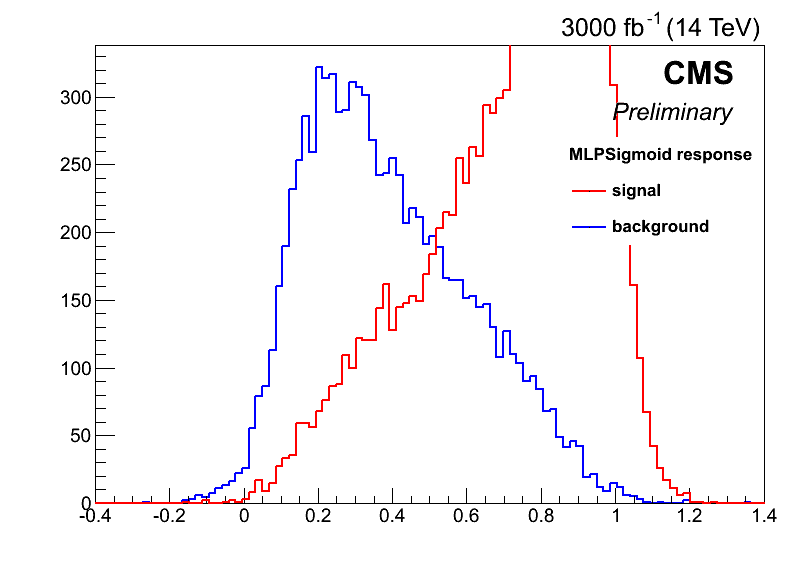 3000 fb-1 (14 TeV)
CMS
Preliminary
MLPSigmoid response
signal
background
300
250
200
150
100
50
0
-0.4 -0.2 0 0.2 0.4 0.6 0.8 1 1.2 1.4